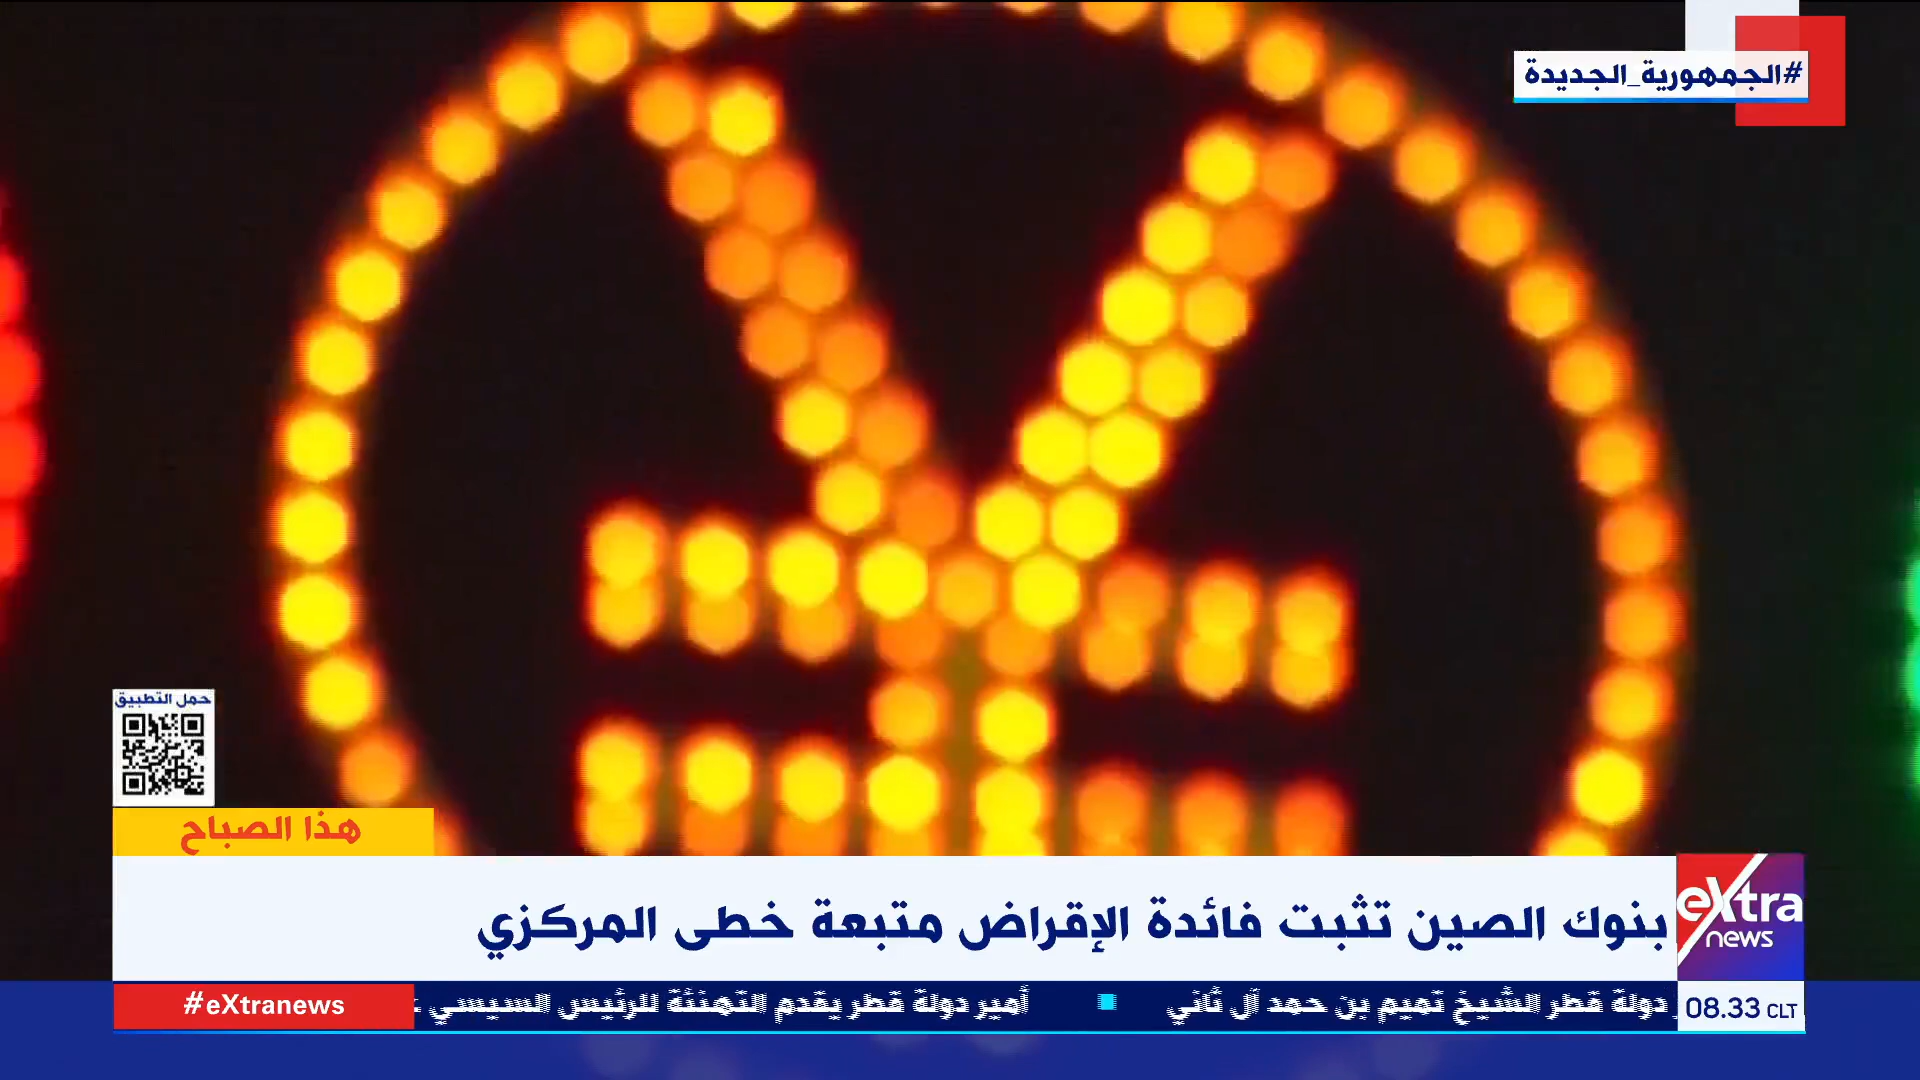 #الجمهورية_الجديدة
حمل التطبيق
هذا الصباح
بنوك الصين تثبت فائدة الإقراض متبعة خطى المركزي
eXtra
news
دولة قطر الشيخ تميم بن حمد آل ثاني
أمير دولة قطر يقدم التهنئة للرئيس السيسي
#eXtranews
08.33 CLT